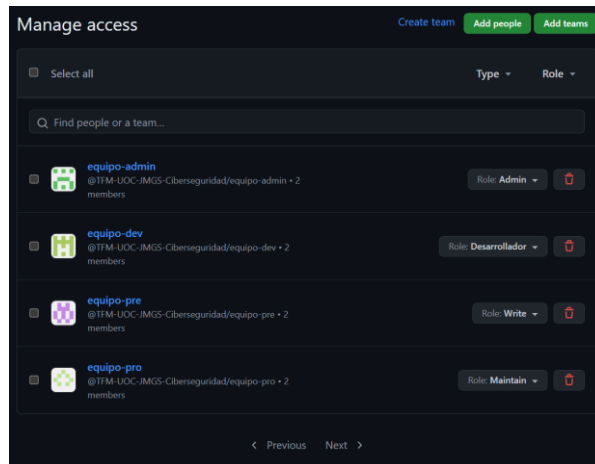 Manage access
Create team
Add people
Add teams
Select all
Type
Role
Find people or a team...
equipo-admin
@TFM-UOC-JMGS-Ciberseguridad/equipo-admin • 2
members
Role: Admin
equipo-dev
@TFM-UOC-JMGS-Ciberseguridad/equipo-dev • 2
members
Role: Desarrollador
equipo-pre
@TFM-UOC-JMGS-Ciberseguridad/equipo-pre • 2
members
Role: Write
equipo-pro
@TFM-UOC-JMGS-Ciberseguridad/equipo-pro • 2
members
Role: Maintain
Previous
Next